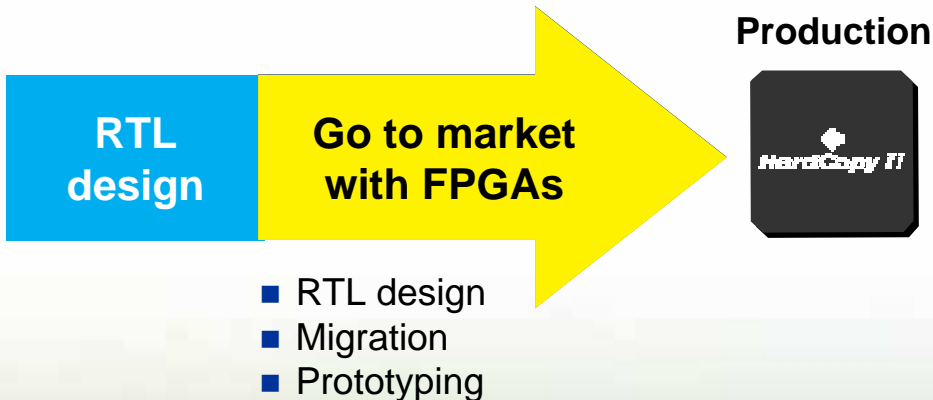 Production
RTL
design
Go to market
with FPGAs
HardCopy II
RTL design
Migration
Prototyping